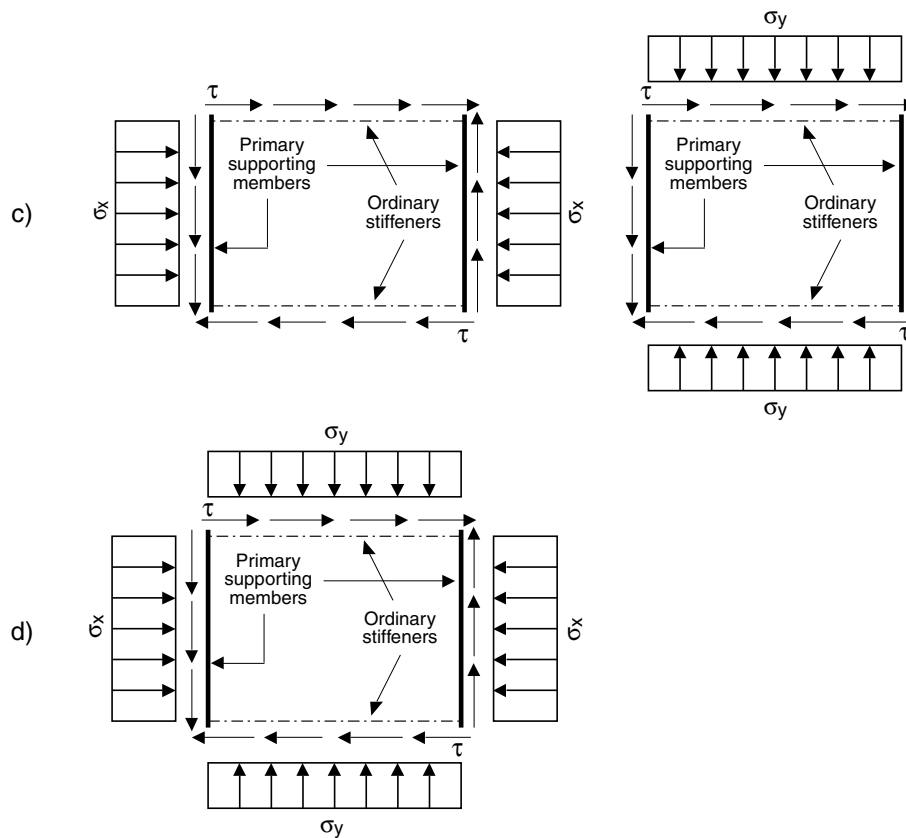 c)
τ
σx
Primary
supporting
members
Ordinary
stiffeners
σx
τ
σy
τ
Primary
supporting
members
Ordinary
stiffeners
τ
σy
d)
σy
τ
σx
Primary
supporting
members
Ordinary
stiffeners
σx
τ
σy